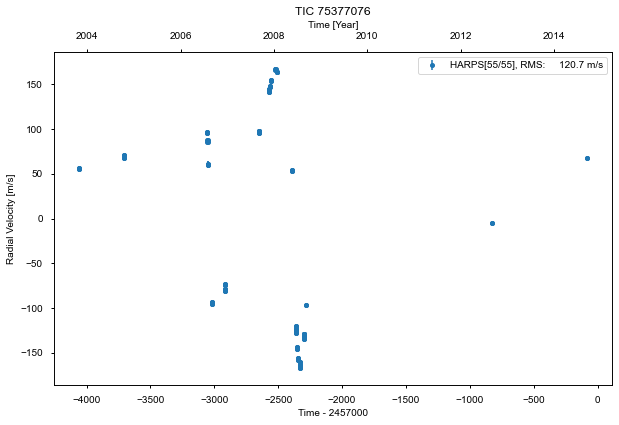 TIC 75377076
Time [Year]
2004 2006 2008 2010 2012 2014
HARPS[55/55], RMS: 120.7 m/s
Radial Velocity [m/s]
150
100
50
0
−50
−100
−150
−4000 −3500 −3000 −2500 −2000 −1500 −1000 −500 0
Time - 2457000